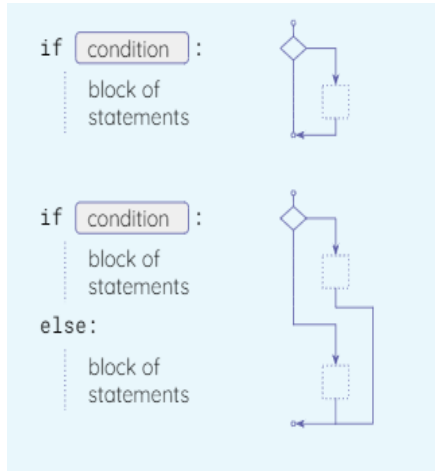 if condition :
block of
statements
if condition :
block of
statements
else:
block of
statements